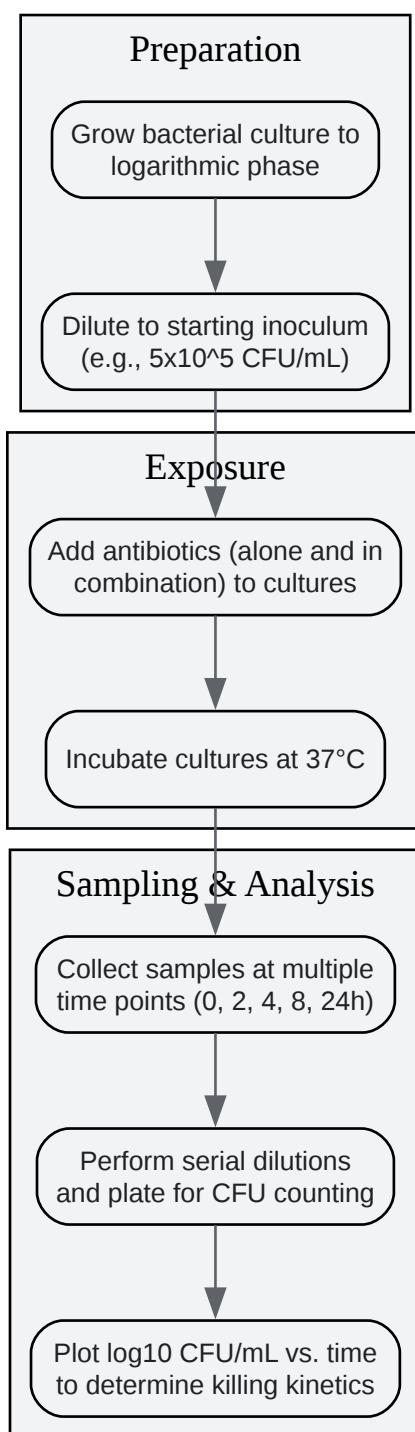 Preparation
Grow bacterial culture to
logarithmic phase
Dilute to starting inoculum
(e.g., 5x10^5 CFU/mL)
Exposure
Add antibiotics (alone and in
combination) to cultures
Incubate cultures at 37°C
Sampling & Analysis
Collect samples at multiple
time points (0, 2, 4, 8, 24h)
Perform serial dilutions
and plate for CFU counting
Plot log10 CFU/mL vs. time
to determine killing kinetics